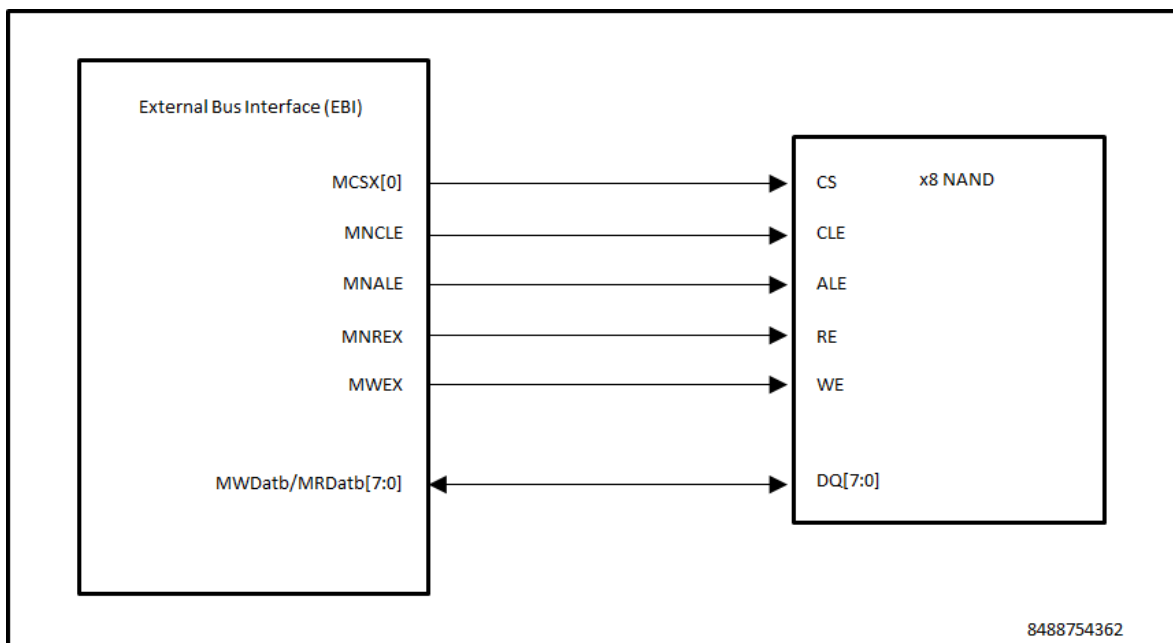 External Bus Interface (EBI)
x8 NAND
MCSX[0]
CS
MNCLE
CLE
MNALE
ALE
MNREX
RE
MWEX
WE
MWDatb/MRDatb[7:0]
DQ[7:0]
8488754362